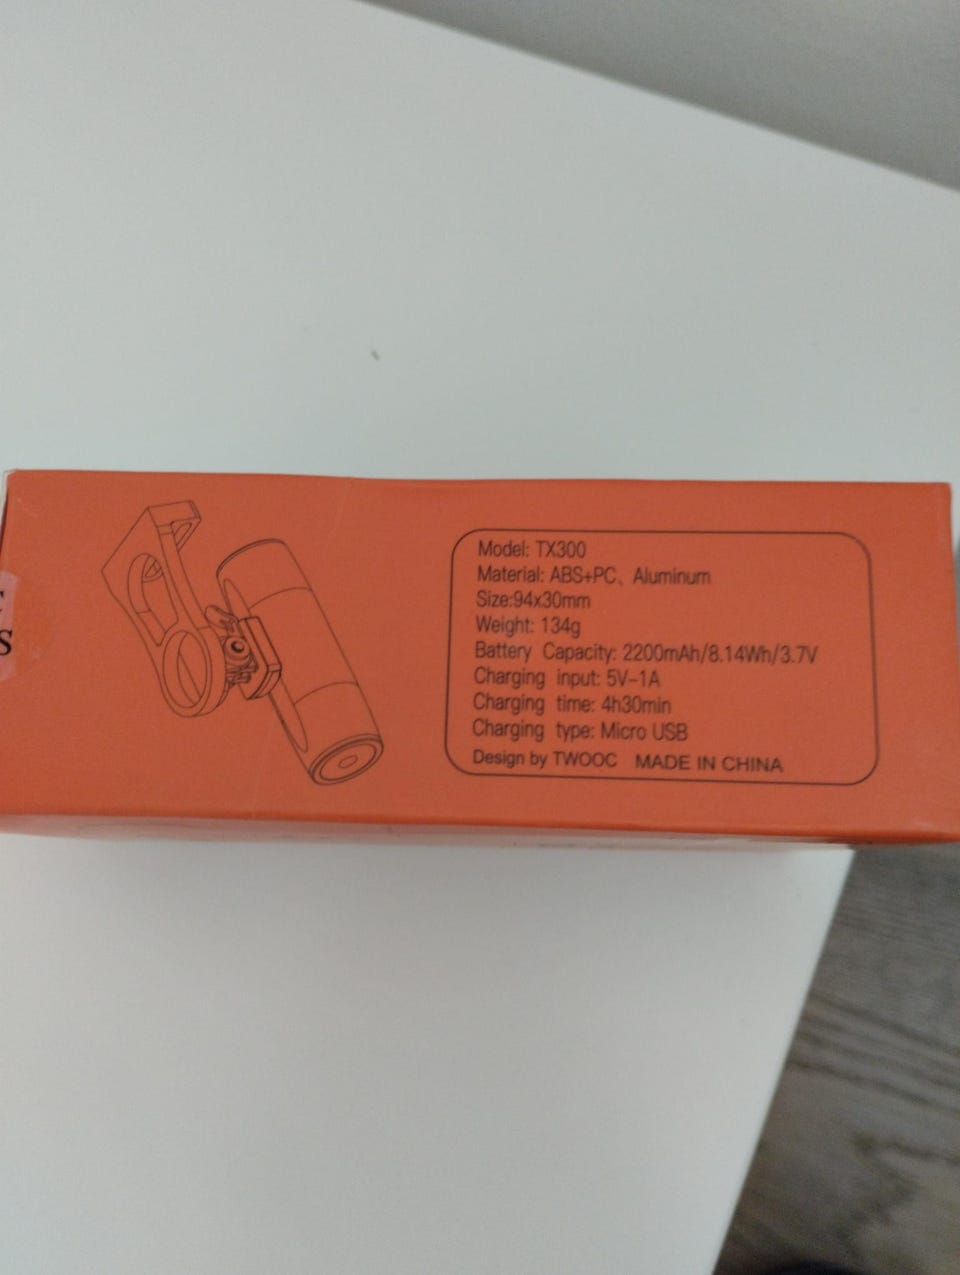 S
Model: TX300
Material: ABS+PC、Aluminum
Size:94x30mm
Weight: 134g
Battery Capacity: 2200mAh/8.14Wh/3.7V
Charging input: 5V-1A
Charging time: 4h30min
Charging type: Micro USB
Design by TWOOC MADE IN CHINA